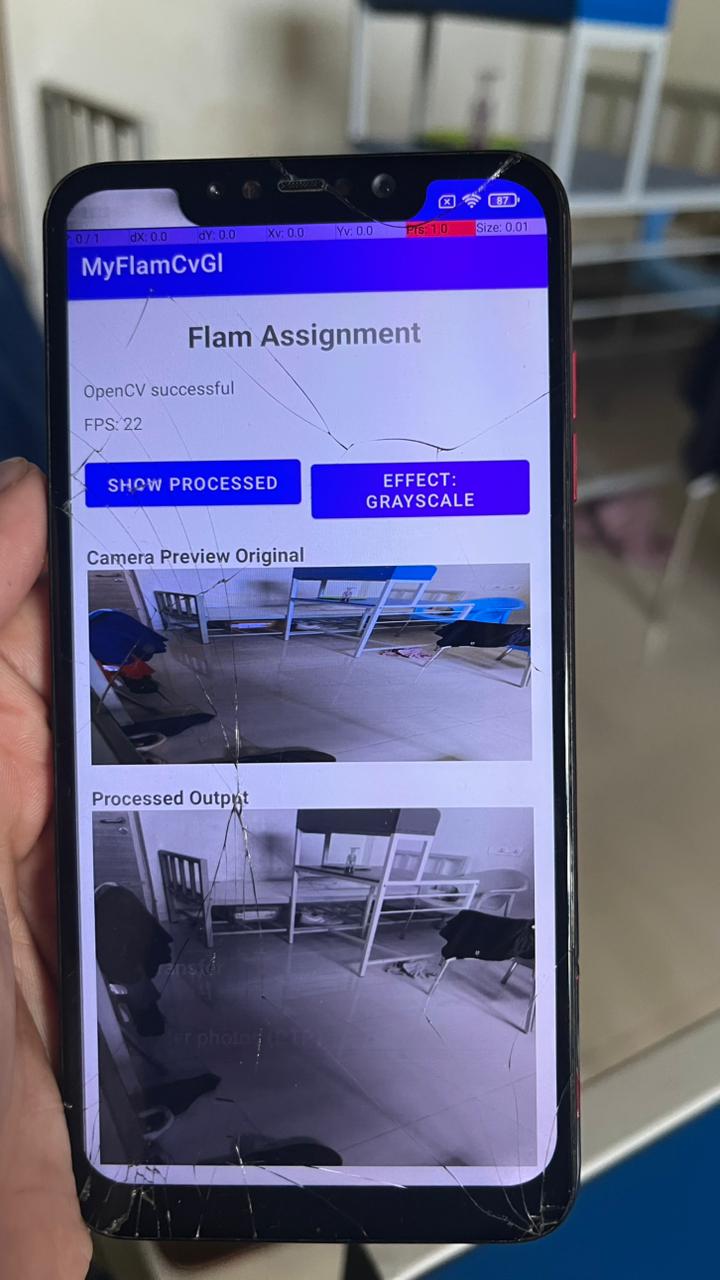 87
: 0 / 1 dX: 0.0 dY: 0.0 Xv: 0.0 Yv: 0.0 Prs: 1.0 Size: 0.01
MyFlamCvGl
Flam Assignment
OpenCV successful
FPS: 22
SHOW PROCESSED
EFFECT:
GRAYSCALE
Camera Preview Original
Processed Output